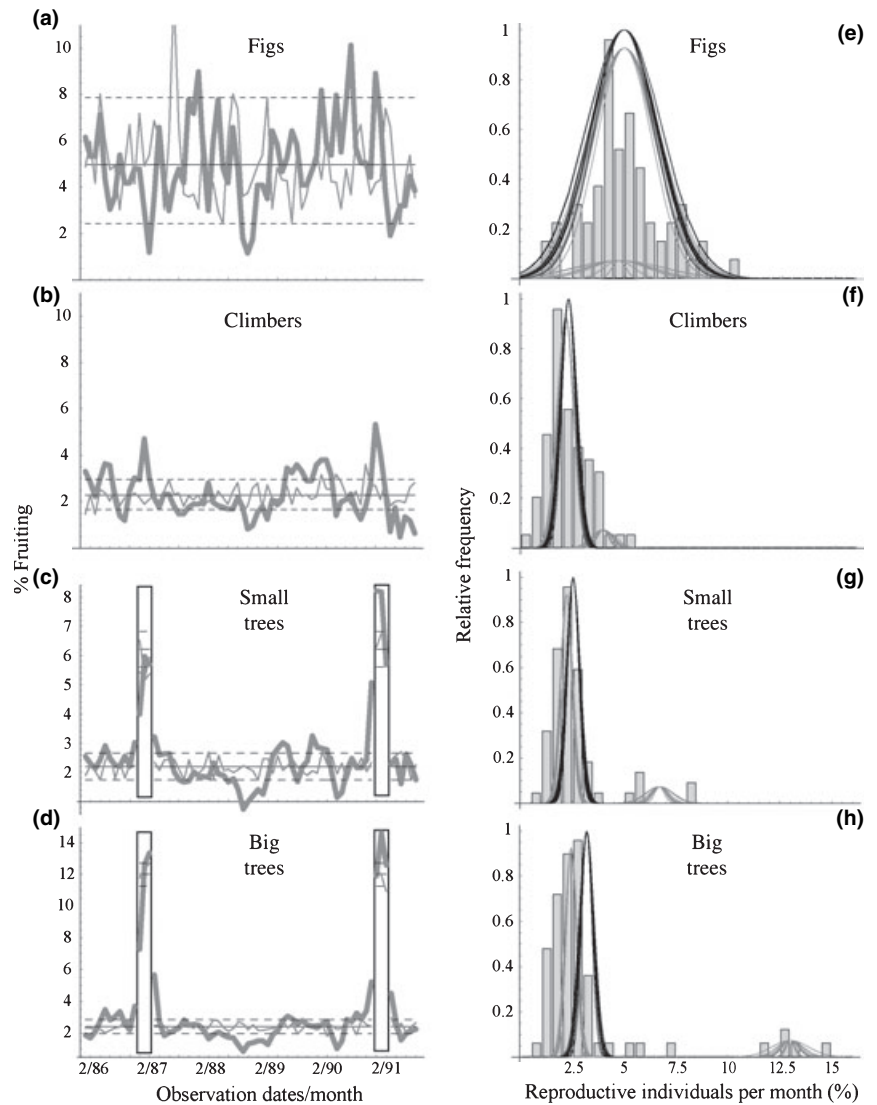 (a)
Figs
10
8
6
4
2
(b)
Climbers
10
8
6
4
2
% Fruiting
(c)
Small
trees
8
7
6
5
4
3
2
(d)
Big
trees
14
12
10
8
6
4
2
2/86 2/87 2/88 2/89 2/90 2/91
Observation dates/month
(e)
Figs
1
0.8
0.6
0.4
0.2
(f)
Climbers
1
0.8
0.6
0.4
0.2
Relative frequency
(g)
Small
trees
1
0.8
0.6
0.4
0.2
(h)
Big
trees
1
0.8
0.6
0.4
0.2
2.5 5 7.5 10 12.5 15
Reproductive individuals per month (%)